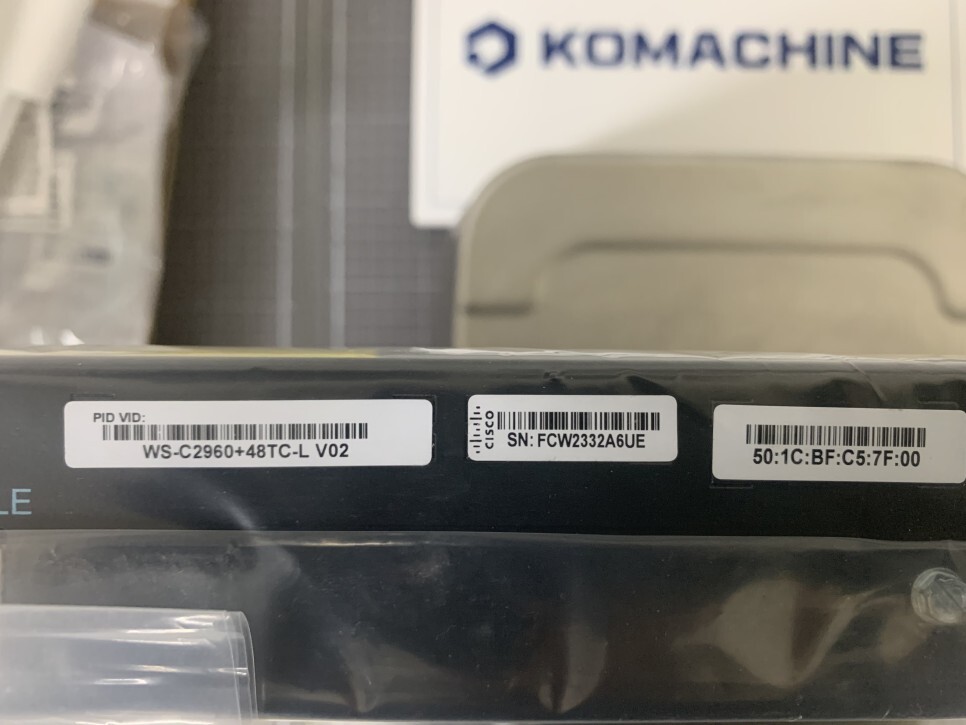 KOMACHINE
PID VID:
WS-C2960+48TC-L V02
CISCO
SN: FCW2332A6UE
50:1C:BF:C5:7F:00
LE